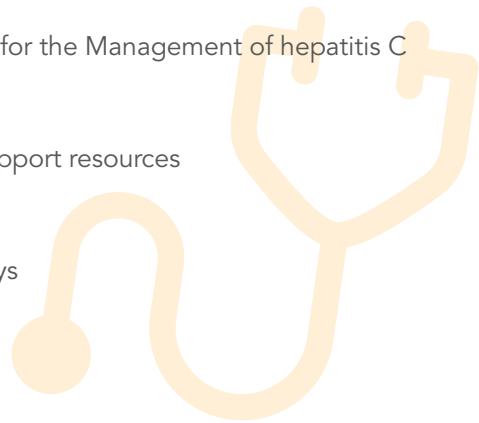 for the Management of hepatitis C
pport resources
ys